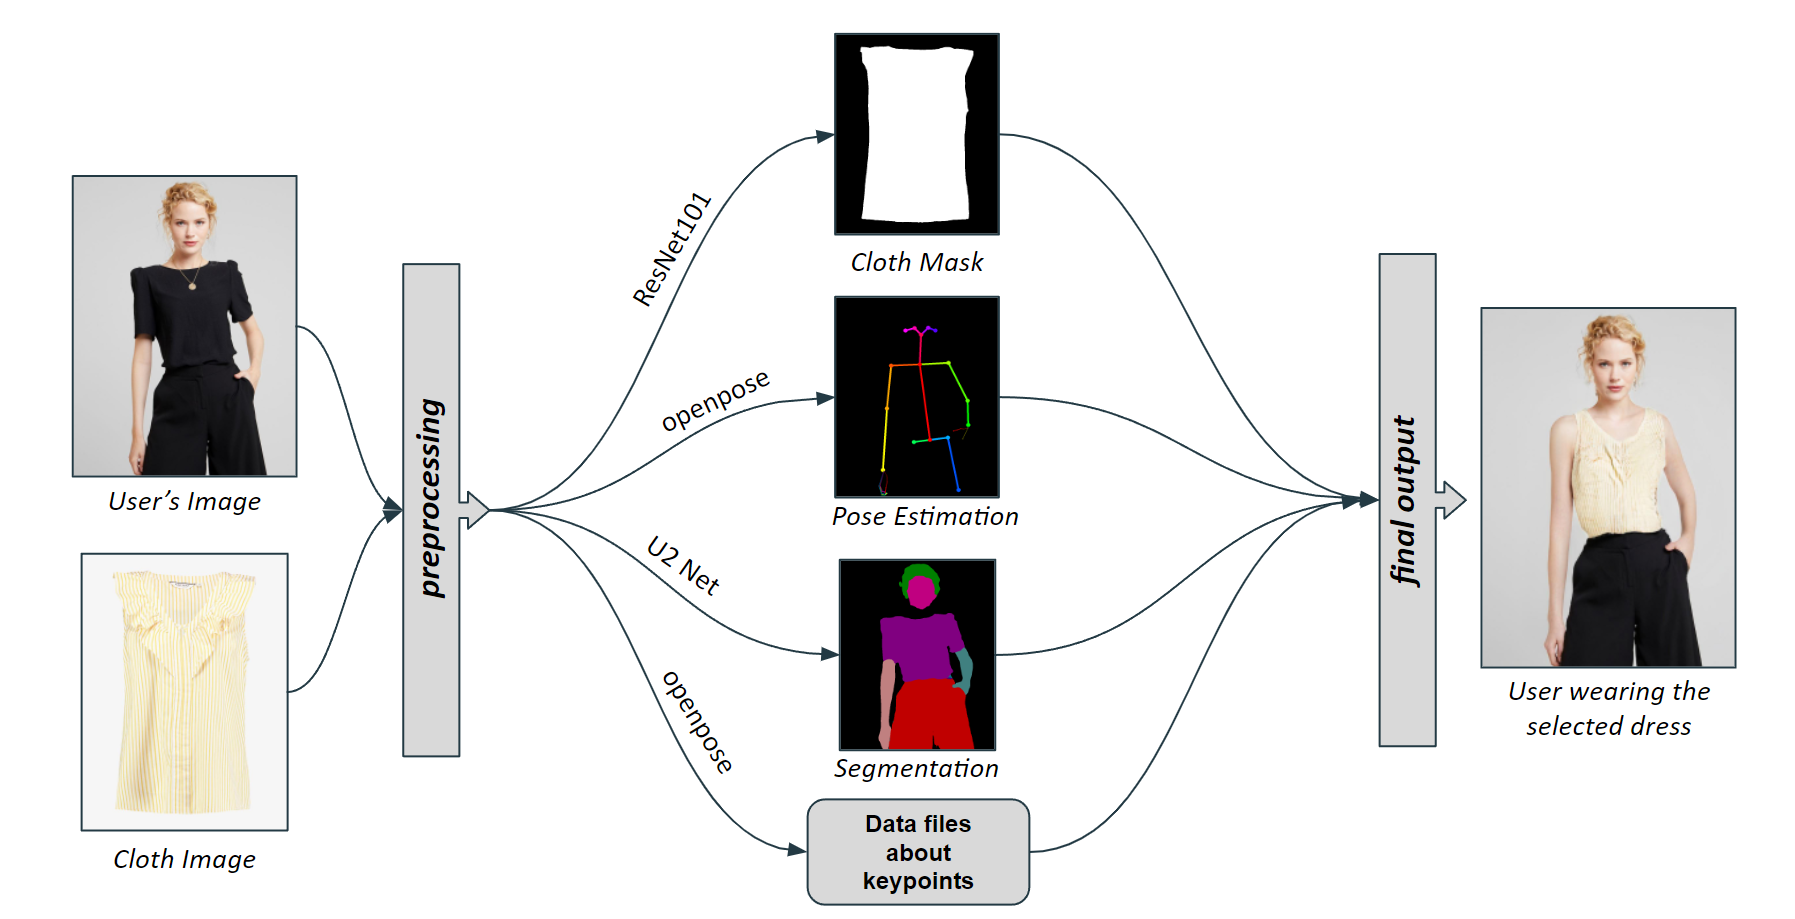 User’s Image
Cloth Image
preprocessing
ResNet101
openpose
U2 Net
openpose
Cloth Mask
Pose Estimation
Segmentation
Data files
about
keypoints
final output
User wearing the
selected dress